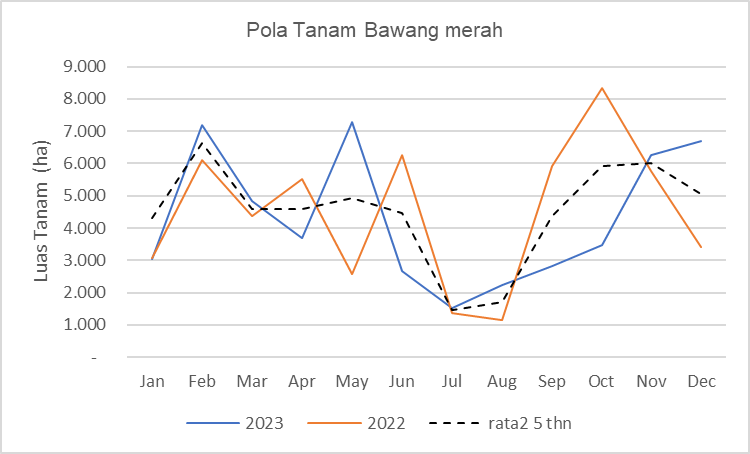 Pola Tanam Bawang merah
Luas Tanam (ha)
9.000
8.000
7.000
6.000
5.000
4.000
3.000
2.000
1.000
-
Jan Feb Mar Apr May Jun Jul Aug Sep Oct Nov Dec
2023 2022 rata2 5 thn